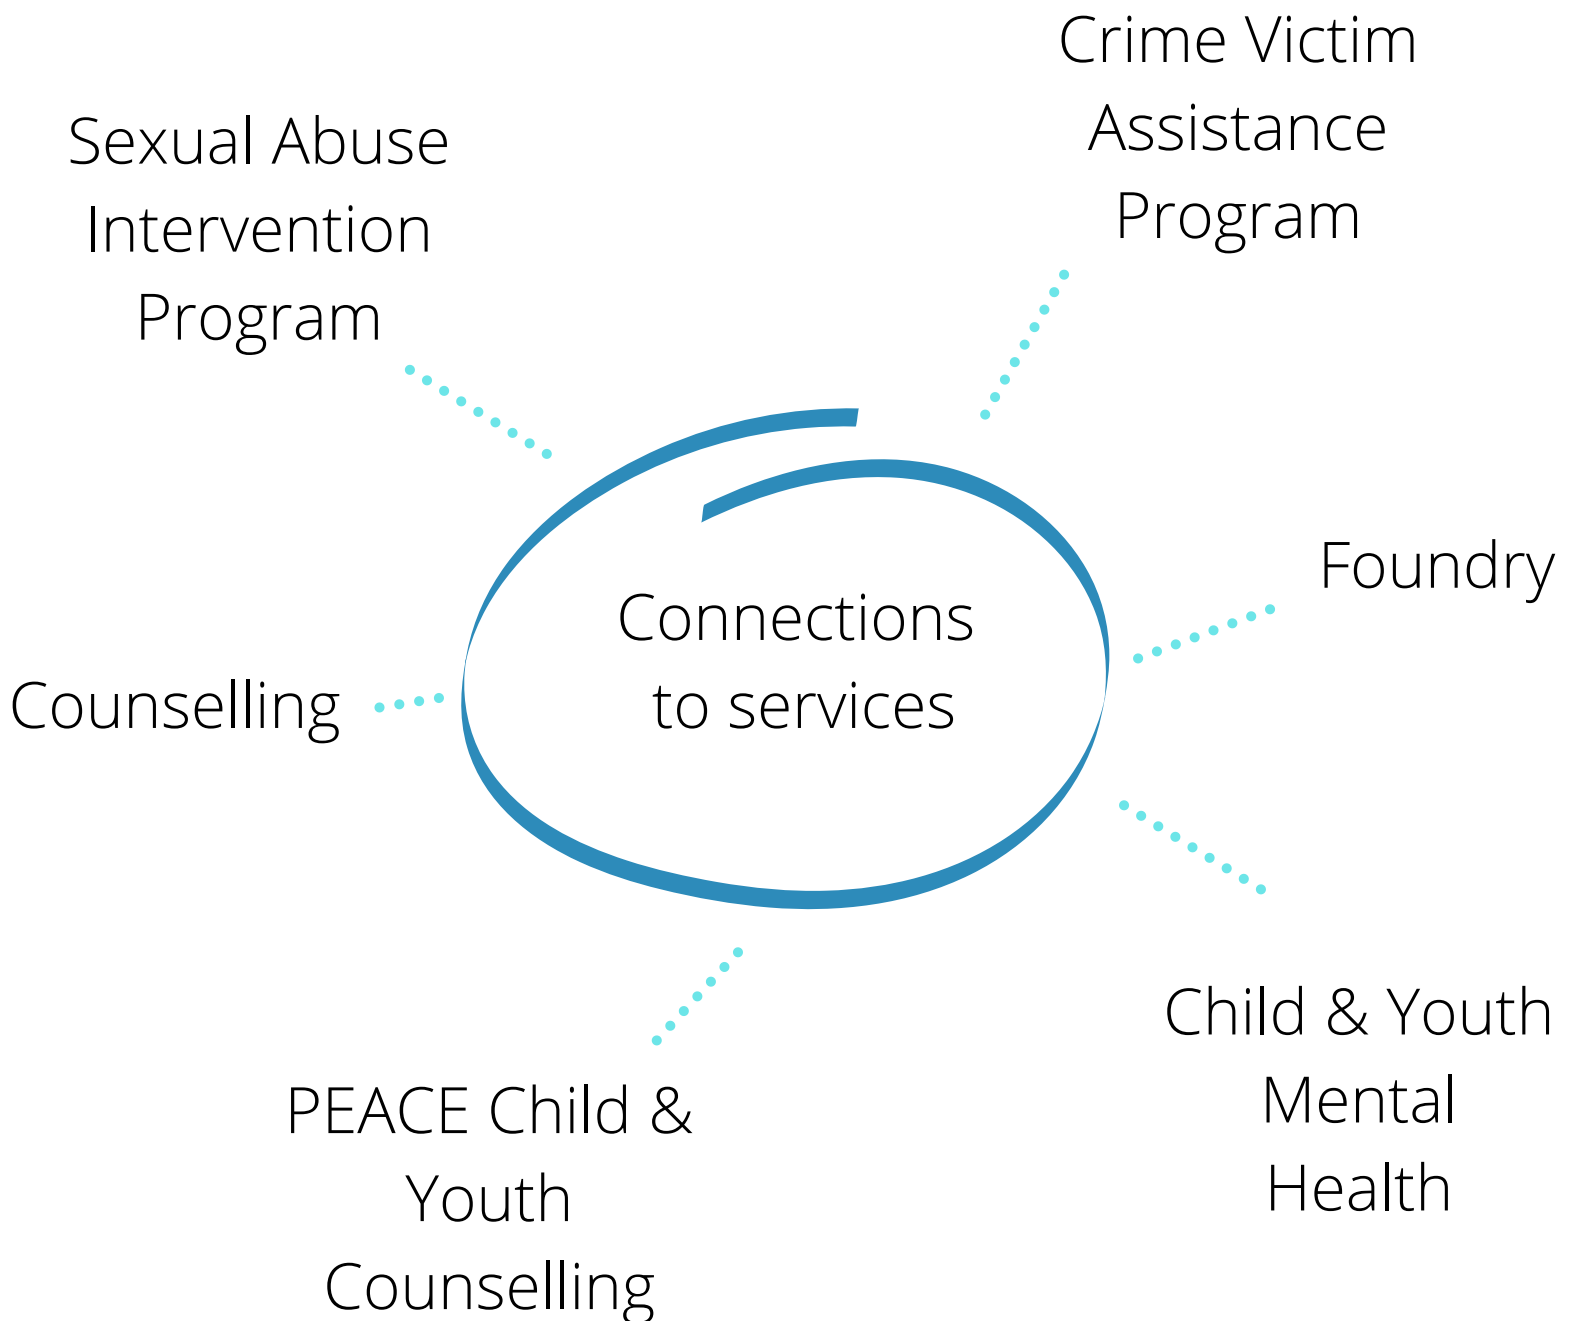 Crime Victim
Assistance
Program
Sexual Abuse
Intervention
Program
Foundry
Connections
to services
Counselling
Child & Youth
Mental
Health
PEACE Child &
Youth
Counselling